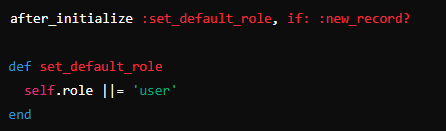 after_initialize :set_default_role, if: :new_record?
def set_default_role
self.role ||= 'user'
end